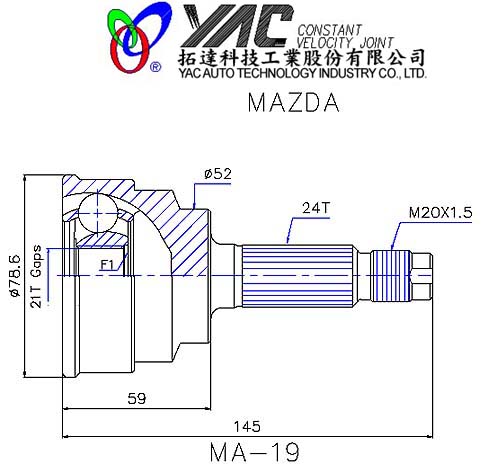 YAC CONSTANT
VELOCITY JOINT
拓達科技工業股份有限公司
®
YAC AUTO TECHNOLOGY INDUSTRY CO., LTD.
MAZDA
ø52
24T
M20X1.5
ø78.6
21T Gaps
F1
59
145
MA-19